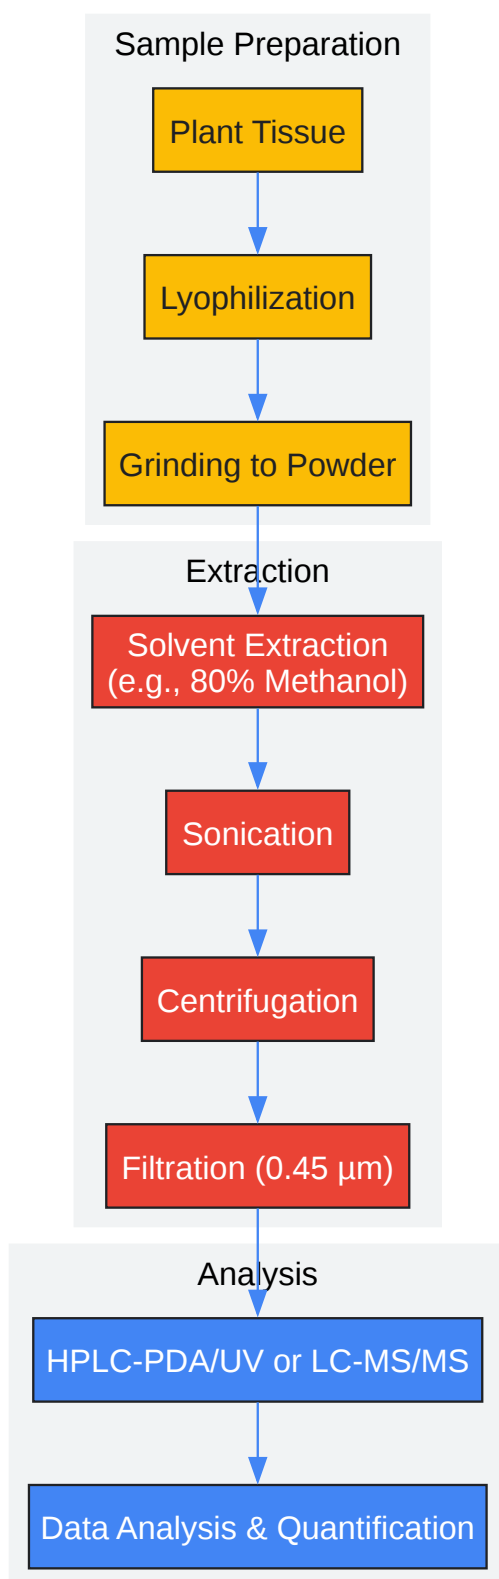 Sample Preparation
Plant Tissue
Lyophilization
Grinding to Powder
Extraction
Solvent Extraction
(e.g., 80% Methanol)
Sonication
Centrifugation
Filtration (0.45 µm)
Analysis
HPLC-PDA/UV or LC-MS/MS
Data Analysis & Quantification